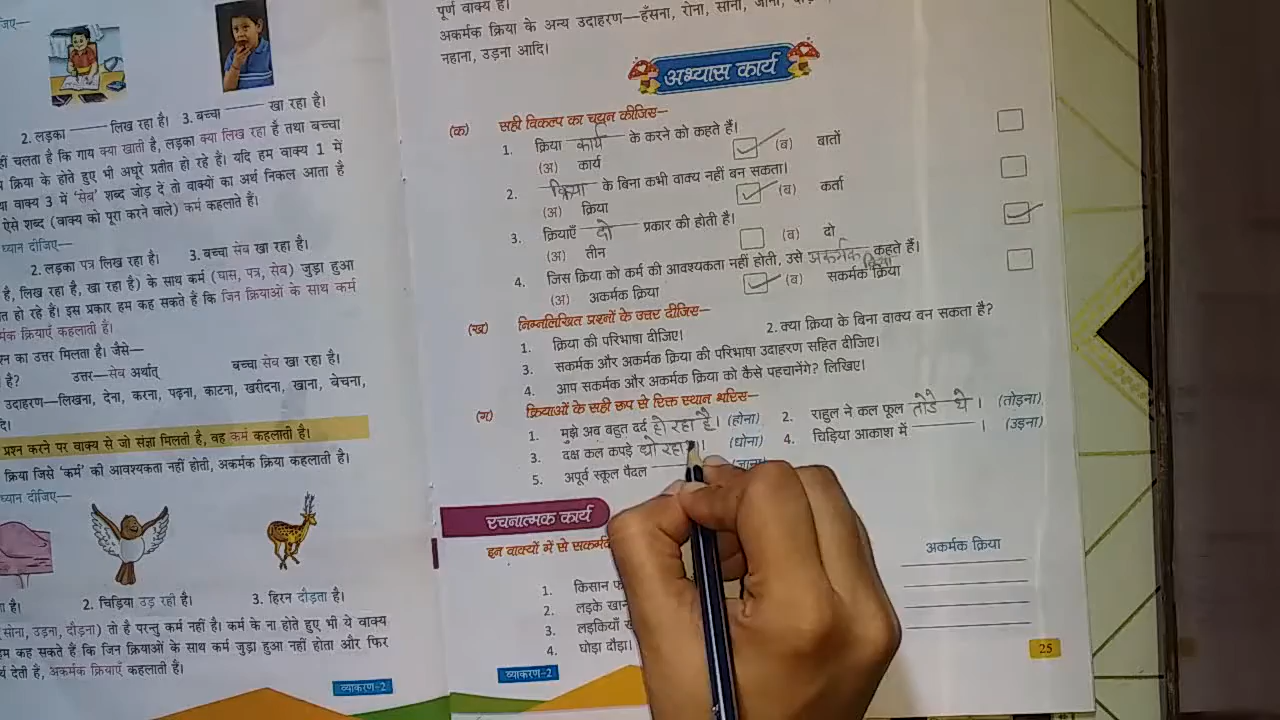 जिए—
2. लड़का ——— लिख रहा है। 3. बच्चा ——— खा रहा है।
हीं चलता है कि गाय क्या खाती है, लड़का क्या लिख रहा है तथा बच्चा
क्रिया के होते हुए भी अधूरे प्रतीत हो रहे हैं। यदि हम वाक्य 1 में
वाक्य 3 में 'सेब' शब्द जोड़ दें तो वाक्यों का अर्थ निकल आता है
ऐसे शब्द (वाक्य को पूरा करने वाले) कर्म कहलाते हैं।
ध्यान दीजिए—
2. लड़का पत्र लिख रहा है। 3. बच्चा सेब खा रहा है।
है, लिख रहा है, खा रहा है) के साथ कर्म (घास, पत्र, सेब) जुड़ा हुआ
हो रहे हैं। इस प्रकार हम कह सकते हैं कि जिन क्रियाओं के साथ कर्म
र्मक क्रियाएँ कहलाती हैं।
का उत्तर मिलता है। जैसे—
है? उत्तर—सेब अर्थात् बच्चा सेब खा रहा है।
उदाहरण—लिखना, देना, करना, पढ़ना, काटना, खरीदना, खाना, बेचना,
प्रश्न करने पर वाक्य से जो संज्ञा मिलती है, वह कर्म कहलाती है।
क्रिया जिसे 'कर्म' की आवश्यकता नहीं होती, अकर्मक क्रिया कहलाती है।
ध्यान दीजिए—
है। 2. चिड़िया उड़ रही है। 3. हिरन दौड़ता है।
(सोना, उड़ना, दौड़ना) तो है परन्तु कर्म नहीं है। कर्म के ना होते हुए भी ये वाक्य
कह सकते हैं कि जिन क्रियाओं के साथ कर्म जुड़ा हुआ नहीं होता और फिर
र्थ देती है, अकर्मक क्रियाएँ कहलाती हैं।
व्याकरण-2
पूर्ण वाक्य है।
अकर्मक क्रिया के अन्य उदाहरण—हँसना, रोना, सोना, जाना,
नहाना, उड़ना आदि।
अभ्यास कार्य
(क) सही विकल्प का चयन कीजिए—
1. क्रिया कार्य के करने को कहते हैं।
(अ) कार्य ✓ (ब) बातों
2. क्रिया के बिना कभी वाक्य नहीं बन सकता।
(अ) क्रिया ✓ (ब) कर्ता
3. क्रियाएँ दो प्रकार की होती है।
(अ) तीन (ब) दो ✓
4. जिस क्रिया को कर्म की आवश्यकता नहीं होती, उसे अकर्मक क्रिया कहते हैं।
(अ) अकर्मक क्रिया ✓ (ब) सकर्मक क्रिया
(ख) निम्नलिखित प्रश्नों के उत्तर दीजिए—
1. क्रिया की परिभाषा दीजिए। 2. क्या क्रिया के बिना वाक्य बन सकता है?
3. सकर्मक और अकर्मक क्रिया की परिभाषा उदाहरण सहित दीजिए।
4. आप सकर्मक और अकर्मक क्रिया को कैसे पहचानेंगे? लिखिए।
(ग) क्रियाओं के सही रूप से रिक्त स्थान भरिए—
1. मुझे अब बहुत दर्द हो रहा है। (होना) 2. राहुल ने कल फूल तोडे थे। (तोड़ना)
3. दक्ष कल कपड़े धो रहा। (धोना) 4. चिड़िया आकाश में ———। (उड़ना)
5. अपूर्व स्कूल पैदल ——— (जाना)
रचनात्मक कार्य
इन वाक्यों में से सकर्मक
अकर्मक क्रिया
1. किसान
2. लड़के खान
3. लड़कियाँ
4. घोड़ा दौड़ा।
25
व्याकरण-2